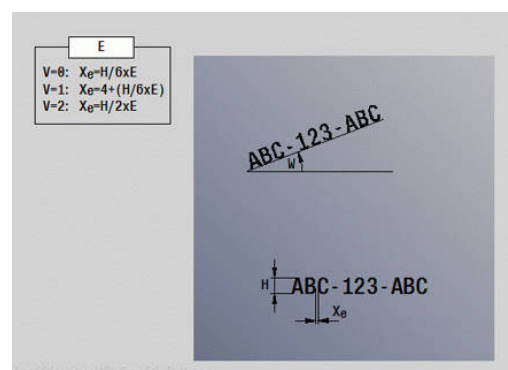 E
V=0: Xe=H/6xE
V=1: Xe=4+(H/6xE)
V=2: Xe=H/2xE
ABC-123-ABC
W
H
ABC-123-ABC
Xe